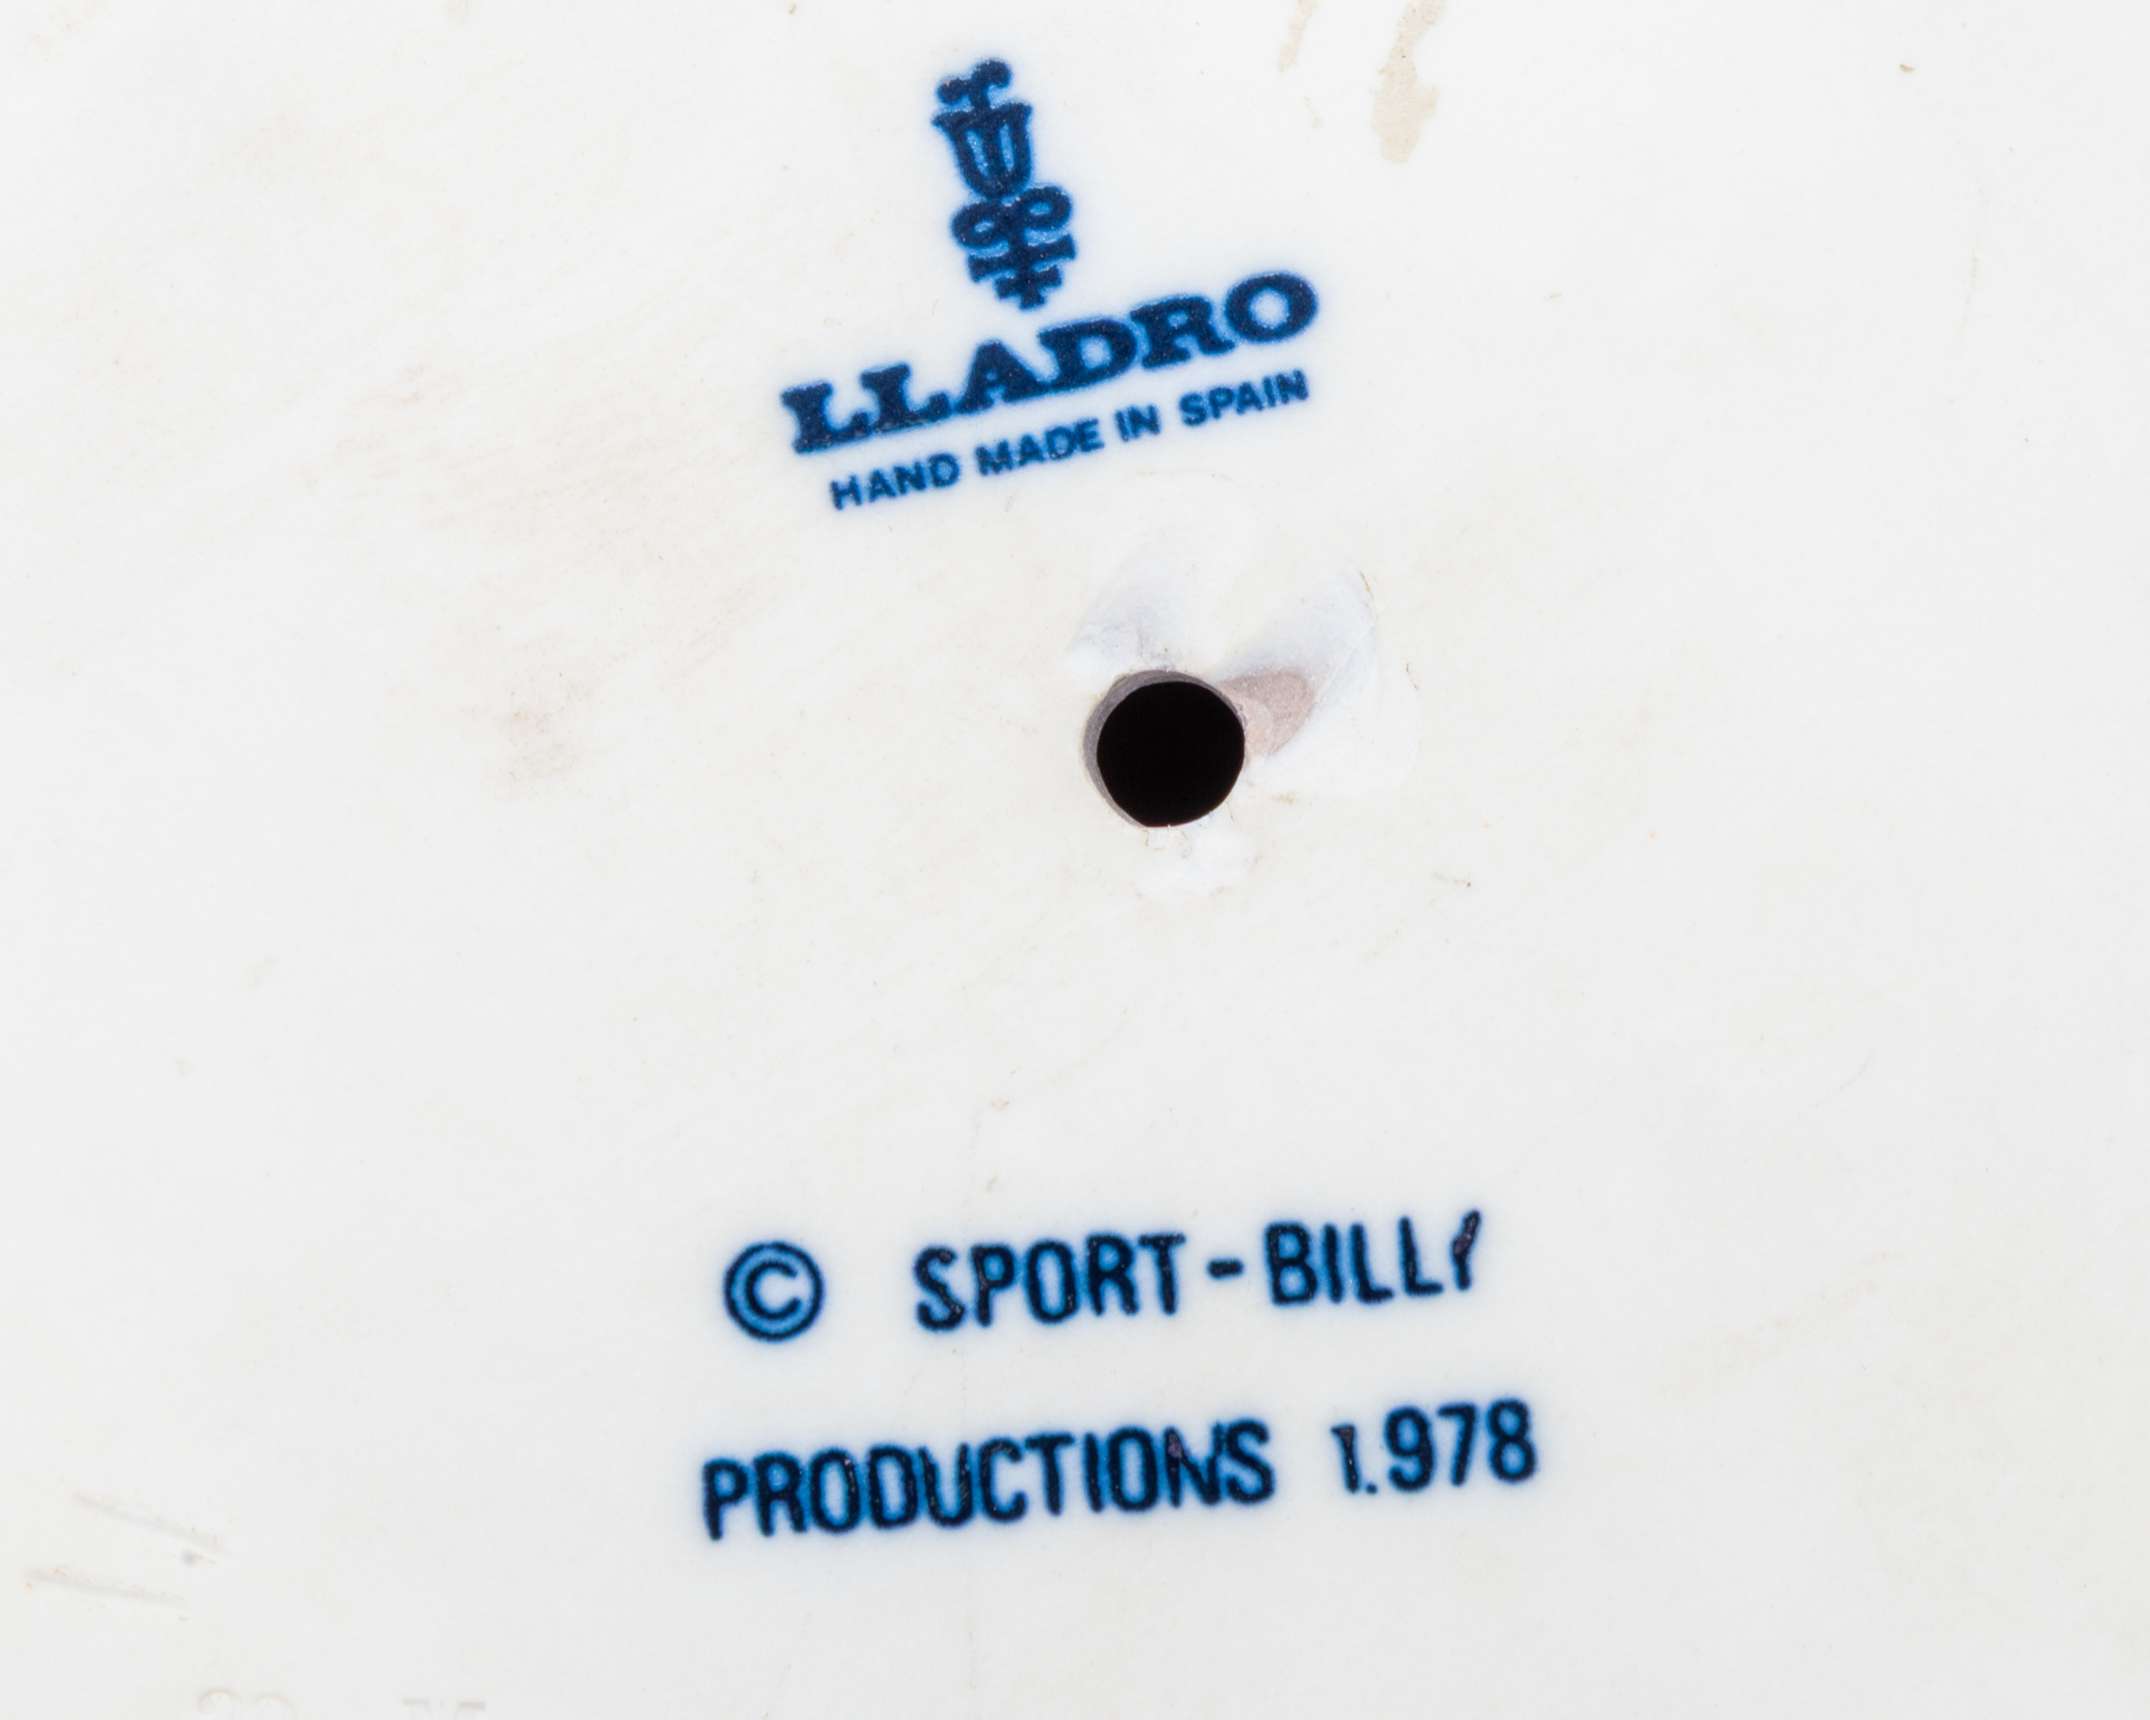 LLADRO
HAND MADE IN SPAIN
© SPORT-BILLY
PRODUCTIONS 1.978